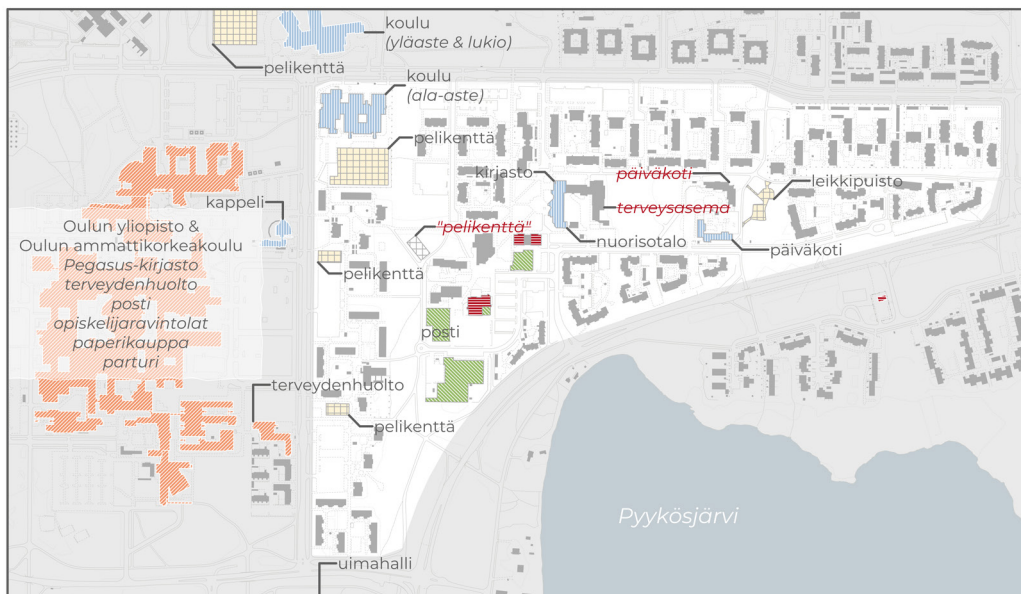 koulu
(yläaste & lukio)
pelikenttä
koulu
(ala-aste)
pelikenttä
kirjasto
päiväkoti
leikkipuisto
kappeli
terveysasema
Oulun yliopisto &
Oulun ammattikorkeakoulu
Pegasus-kirjasto
terveydenhuolto
posti
opiskelijaravintolat
paperikauppa
parturi
"pelikenttä"
nuorisotalo
päiväkoti
pelikenttä
posti
terveydenhuolto
pelikenttä
Pyykösjärvi
uimahalli